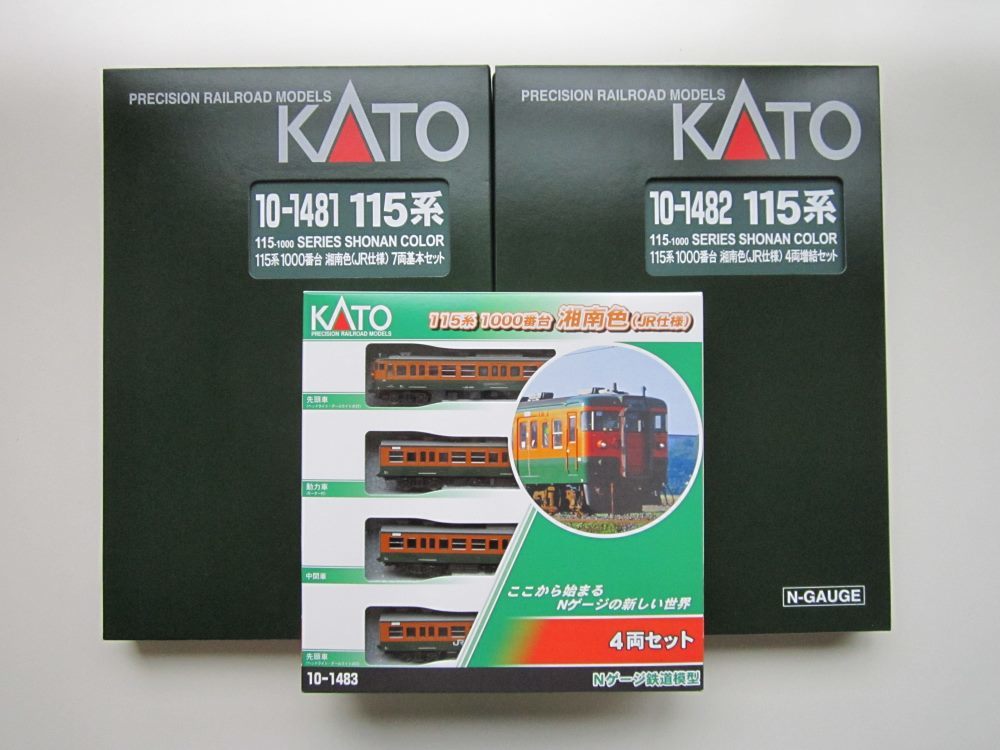 PRECISION RAILROAD MODELS
KATO
10-1481 115系
115-1000 SERIES SHONAN COLOR
115系1000番台 湘南色(JR仕様) 7両基本セット
PRECISION RAILROAD MODELS
KATO
10-1482 115系
115-1000 SERIES SHONAN COLOR
115系1000番台 湘南色(JR仕様) 4両増結セット
N-GAUGE
KATO
PRECISION RAILROAD MODELS
115系 1000番台 湘南色(JR仕様)
先頭車
動力車
中間車
先頭車
JR
ここから始まる
Nゲージの新しい世界
4両セット
10-1483
Nゲージ鉄道模型